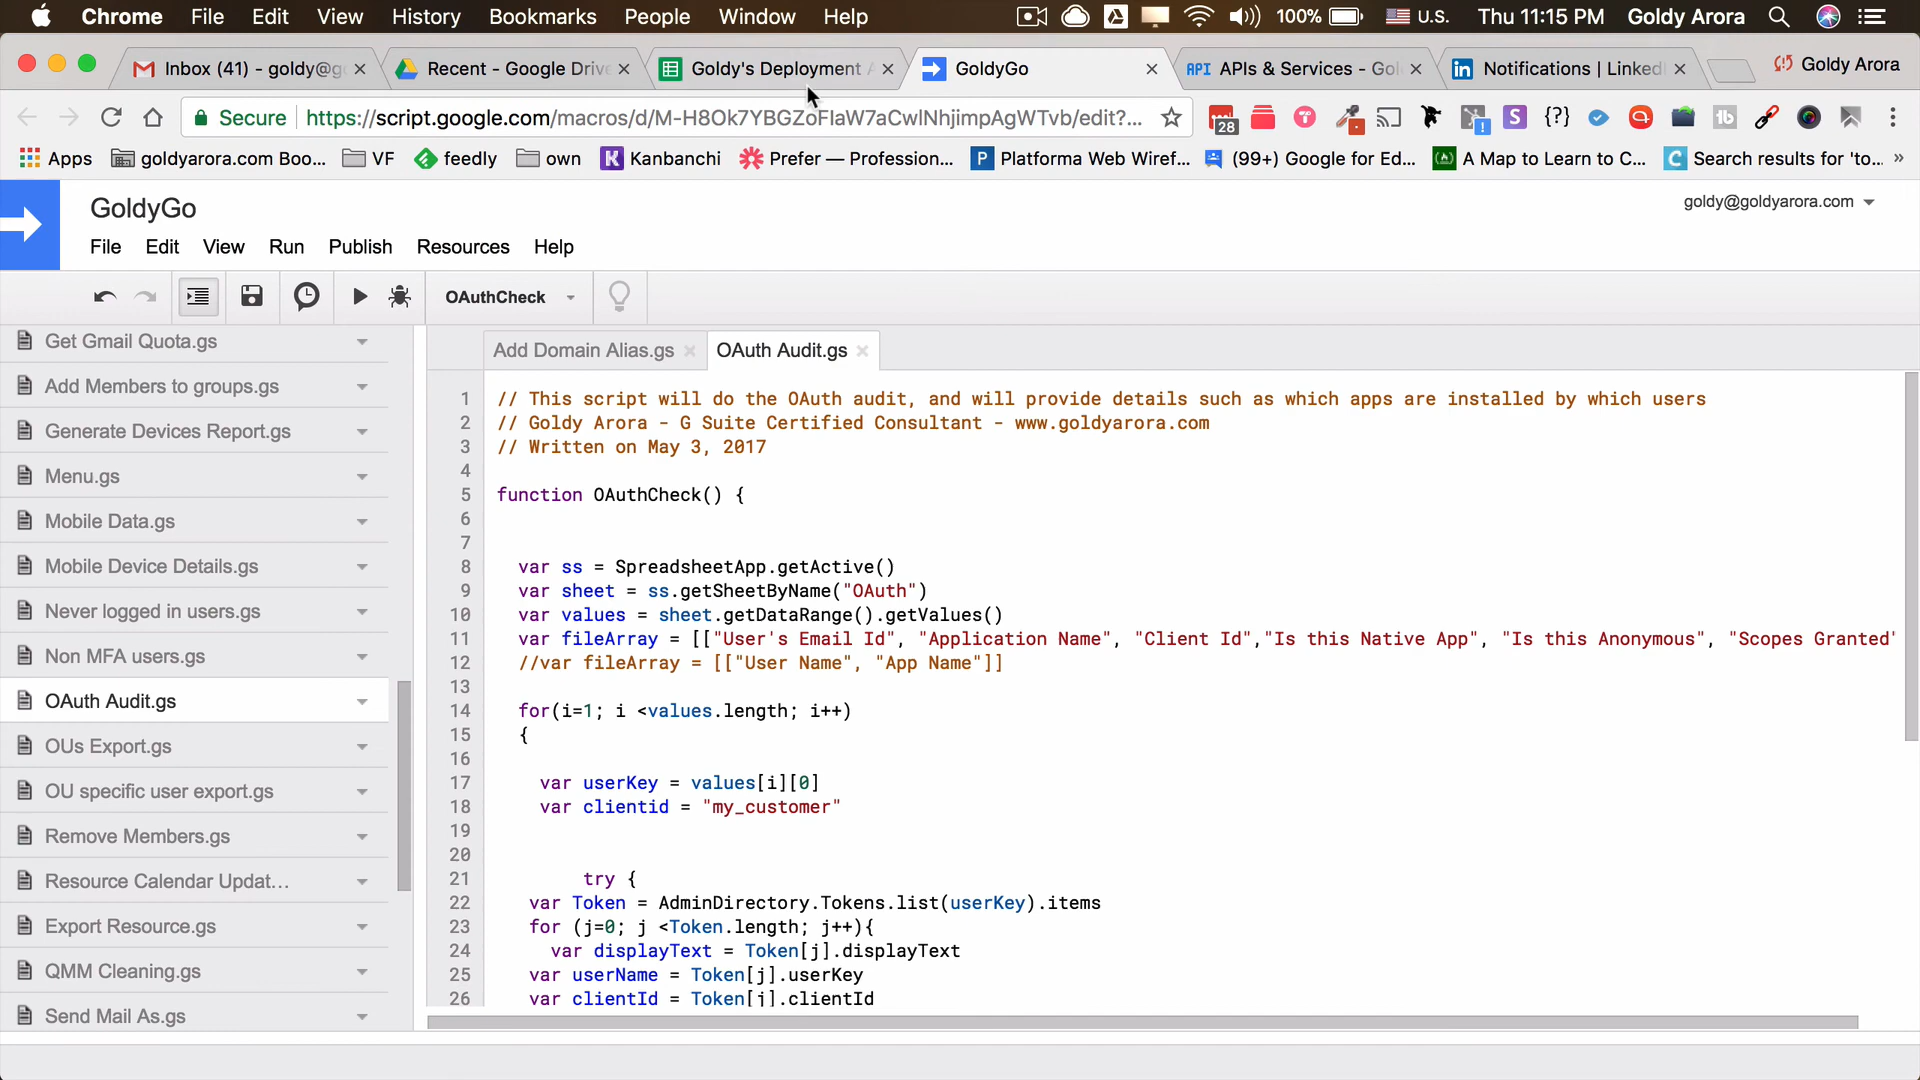 Chrome File Edit View History Bookmarks People Window Help 100% U.S. Thu 11:15 PM Goldy Arora
Inbox (41) - goldy@g Recent - Google Drive Goldy's Deployment A GoldyGo API APIs & Services - Gol in Notifications | LinkedI Goldy Arora
Secure https://script.google.com/macros/d/M-H8Ok7YBGZoFIaW7aCwlNhjimpAgWTvb/edit?... 28
Apps goldyarora.com Boo... VF feedly own K Kanbanchi Prefer — Profession... P Platforma Web Wiref... (99+) Google for Ed... A Map to Learn to C... C Search results for 'to... »
GoldyGo
goldy@goldyarora.com
File Edit View Run Publish Resources Help
OAuthCheck
Get Gmail Quota.gs
Add Members to groups.gs
Generate Devices Report.gs
Menu.gs
Mobile Data.gs
Mobile Device Details.gs
Never logged in users.gs
Non MFA users.gs
OAuth Audit.gs
OUs Export.gs
OU specific user export.gs
Remove Members.gs
Resource Calendar Updat...
Export Resource.gs
QMM Cleaning.gs
Send Mail As.gs
Add Domain Alias.gs OAuth Audit.gs
1 // This script will do the OAuth audit, and will provide details such as which apps are installed by which users
2 // Goldy Arora - G Suite Certified Consultant - www.goldyarora.com
3 // Written on May 3, 2017
4
5 function OAuthCheck() {
6
7
8 var ss = SpreadsheetApp.getActive()
9 var sheet = ss.getSheetByName("OAuth")
10 var values = sheet.getDataRange().getValues()
11 var fileArray = [["User's Email Id", "Application Name", "Client Id","Is this Native App", "Is this Anonymous", "Scopes Granted"
12 //var fileArray = [["User Name", "App Name"]]
13
14 for(i=1; i <values.length; i++)
15 {
16
17 var userKey = values[i][0]
18 var clientid = "my_customer"
19
20
21 try {
22 var Token = AdminDirectory.Tokens.list(userKey).items
23 for (j=0; j <Token.length; j++){
24 var displayText = Token[j].displayText
25 var userName = Token[j].userKey
26 var clientId = Token[j].clientId